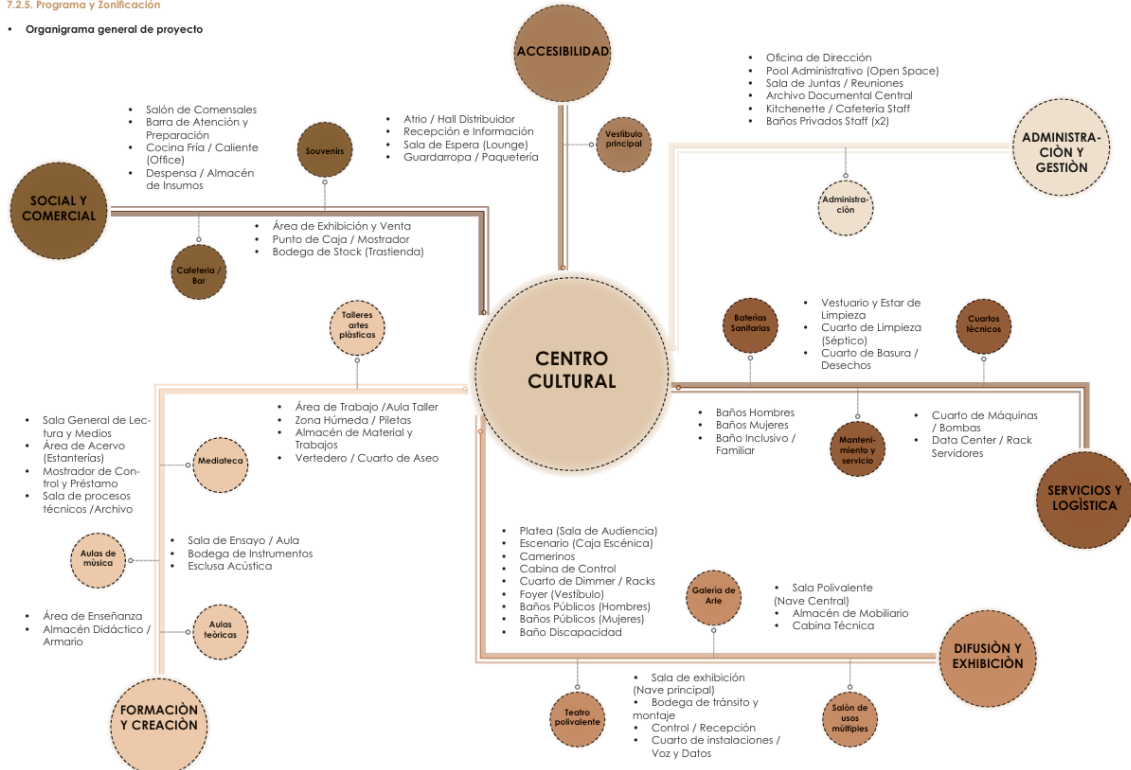 7.2.5. Programa y Zonificación
• Organigrama general de proyecto
ACCESIBILIDAD
• Atrio / Hall Distribuidor
• Recepción e Información
• Sala de Espera (Lounge)
• Guardarropa / Paquetería
Vestíbulo
principal
• Oficina de Dirección
• Pool Administrativo (Open Space)
• Sala de Juntas / Reuniones
• Archivo Documental Central
• Kitchenette / Cafetería Staff
• Baños Privados Staff (x2)
ADMINISTRA-
CIÒN Y
GESTIÒN
Administra-
ciòn
• Salón de Comensales
• Barra de Atención y
Preparación
• Cocina Fría / Caliente
(Office)
• Despensa / Almacén
de Insumos
Souvenirs
SOCIAL Y
COMERCIAL
Cafeteria /
Bar
• Área de Exhibición y Venta
• Punto de Caja / Mostrador
• Bodega de Stock (Trastienda)
CENTRO
CULTURAL
Talleres
artes
plàsticas
• Área de Trabajo /Aula Taller
• Zona Húmeda / Piletas
• Almacén de Material y
Trabajos
• Vertedero / Cuarto de Aseo
• Sala General de Lec-
tura y Medios
• Área de Acervo
(Estanterías)
• Mostrador de Con-
trol y Préstamo
• Sala de procesos
técnicos /Archivo
Mediateca
Aulas de
mùsica
• Sala de Ensayo / Aula
• Bodega de Instrumentos
• Esclusa Acústica
• Área de Enseñanza
• Almacén Didáctico /
Armario
Aulas
teòricas
FORMACIÒN
Y CREACIÒN
Baterias
Sanitarias
• Vestuario y Estar de
Limpieza
• Cuarto de Limpieza
(Séptico)
• Cuarto de Basura /
Desechos
Cuartos
tècnicos
• Baños Hombres
• Baños Mujeres
• Baño Inclusivo /
Familiar
Manteni-
miento y
servicio
• Cuarto de Máquinas
/ Bombas
• Data Center / Rack
Servidores
SERVICIOS Y
LOGÌSTICA
• Platea (Sala de Audiencia)
• Escenario (Caja Escénica)
• Camerinos
• Cabina de Control
• Cuarto de Dimmer / Racks
• Foyer (Vestíbulo)
• Baños Públicos (Hombres)
• Baños Públicos (Mujeres)
• Baño Discapacidad
Galeria de
Arte
• Sala Polivalente
(Nave Central)
• Almacén de Mobiliario
• Cabina Técnica
DIFUSIÒN Y
EXHIBICIÒN
Teatro
polivalente
• Sala de exhibición
(Nave principal)
• Bodega de tránsito y
montaje
• Control / Recepción
• Cuarto de instalaciones /
Voz y Datos
Salòn de
usos
mùltiples